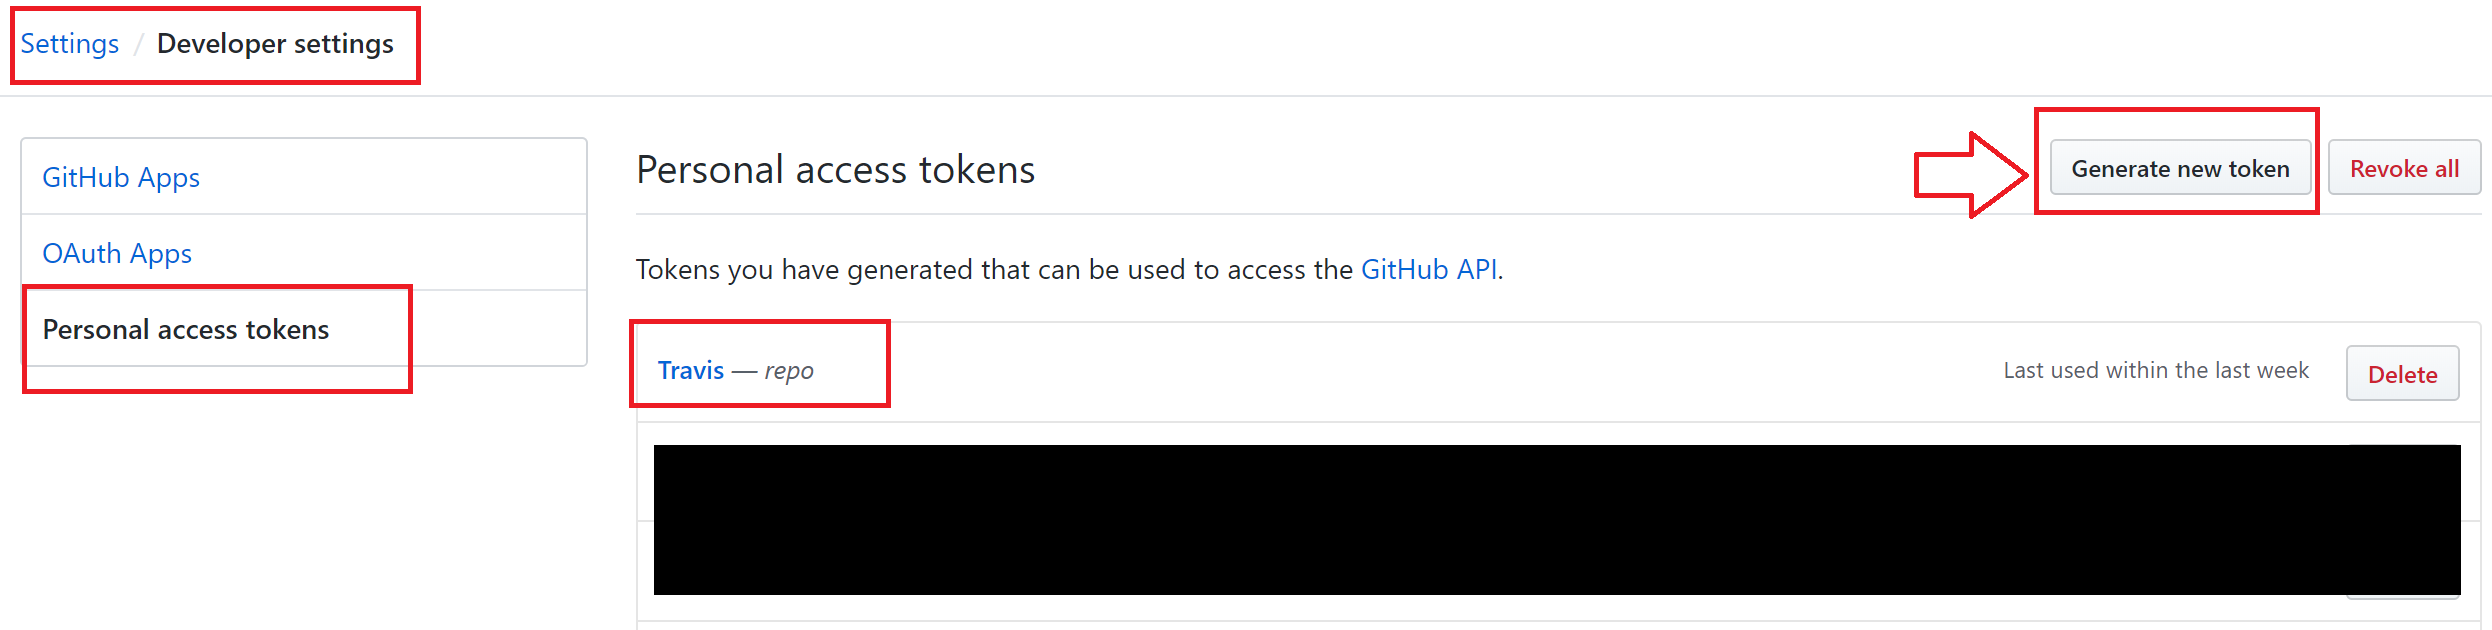 Settings / Developer settings
GitHub Apps
OAuth Apps
Personal access tokens
Personal access tokens
Generate new token
Revoke all
Tokens you have generated that can be used to access the GitHub API.
Travis — repo
Last used within the last week
Delete